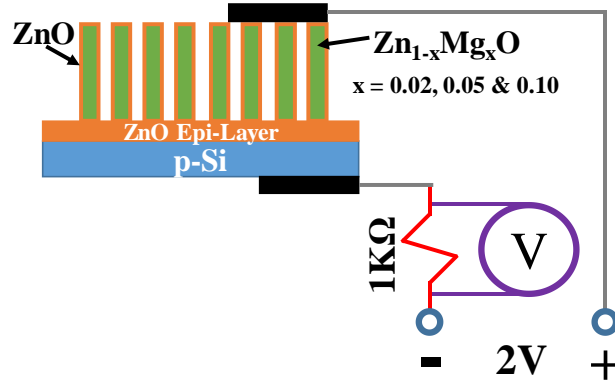 ZnO
Zn₁₋ₓMgₓO
x = 0.02, 0.05 & 0.10
ZnO Epi-Layer
p-Si
1KΩ
V
- 2V +